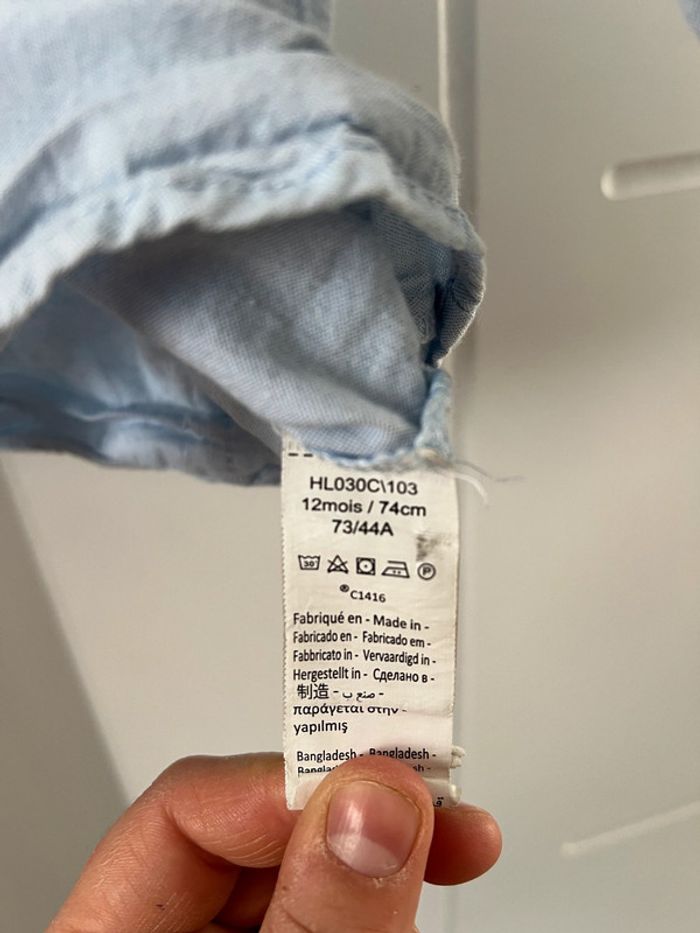 HL030C\103
12mois / 74cm
73/44A
30° P
®C1416
Fabriqué en - Made in -
Fabricado en - Fabricado em -
Fabbricato in - Vervaardigd in -
Hergestellt in - Сделано в -
制造 - صنع ب -
παράγεται στην -
yapılmış
Bangladesh - Bangladesh -